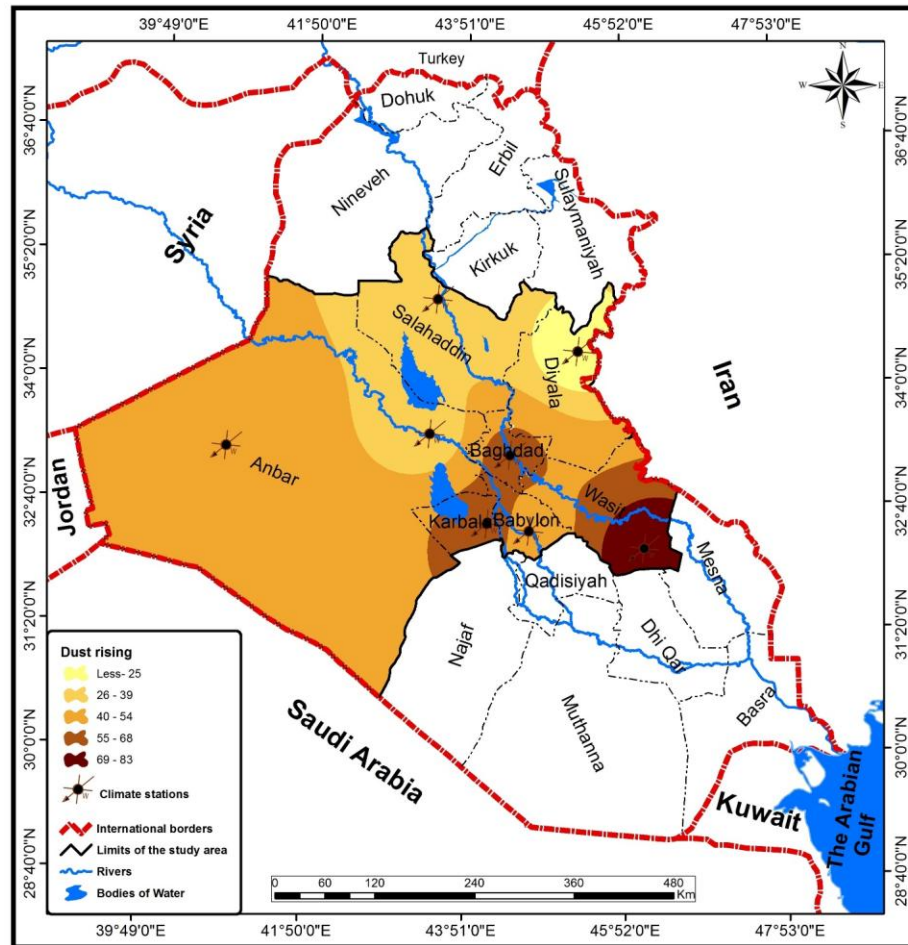 39°49'0"E
41°50'0"E
43°51'0"E
45°52'0"E
47°53'0"E
Turkey
N
W
E
S
Dohuk
36°40'0"N
36°40'0"N
Erbil
Nineveh
Sulaymaniyah
Syria
35°20'0"N
35°20'0"N
Kirkuk
Salahaddin
34°0'0"N
34°0'0"N
Diyala
Iran
Baghdad
Anbar
32°40'0"N
32°40'0"N
Jordan
Wasit
Karbala
Babylon
Mesna
Qadisiyah
31°20'0"N
31°20'0"N
Najaf
Dhi Qar
Basra
Muthanna
Saudi Arabia
30°0'0"N
30°0'0"N
Kuwait
The Arabian
Gulf
28°40'0"N
28°40'0"N
Dust rising
Less- 25
26 - 39
40 - 54
55 - 68
69 - 83
W
Climate stations
International borders
Limits of the study area
Rivers
Bodies of Water
0 30 60 120 240 360 480
Km
39°49'0"E
41°50'0"E
43°51'0"E
45°52'0"E
47°53'0"E